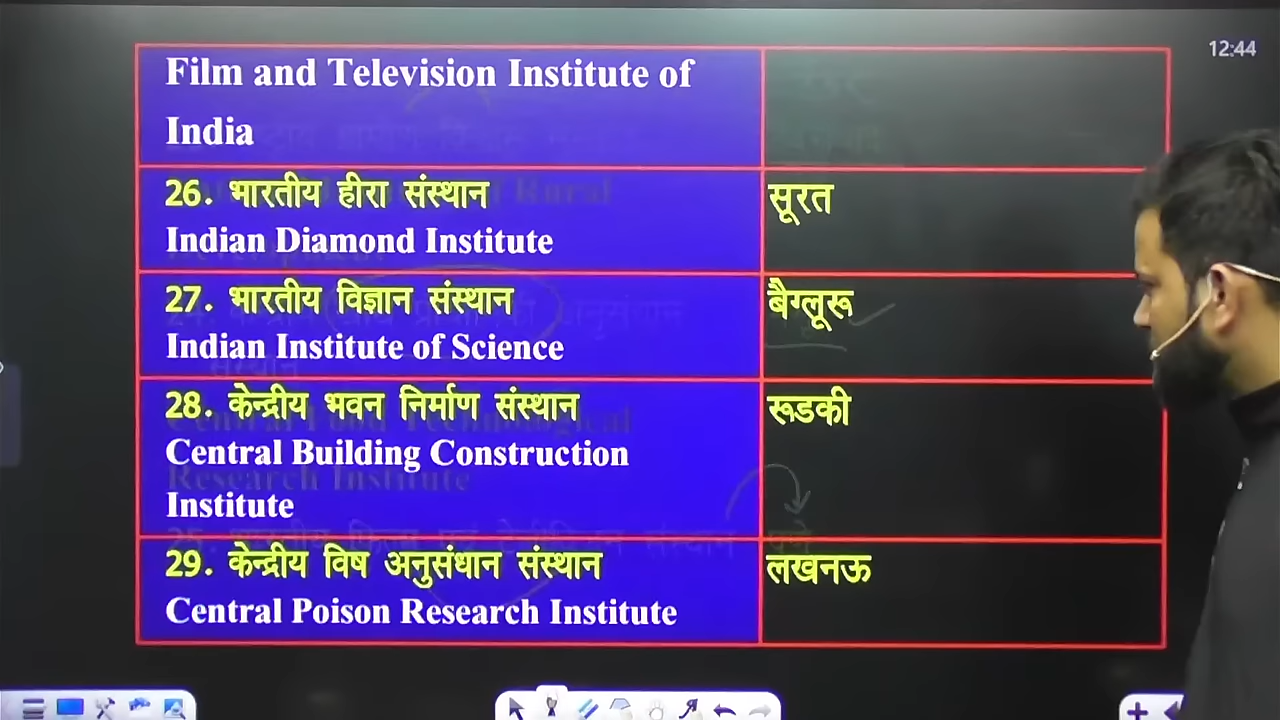 12:44
Film and Television Institute of
India
26. भारतीय हीरा संस्थान
सूरत
Indian Diamond Institute
27. भारतीय विज्ञान संस्थान
बैग्लूरू
Indian Institute of Science
28. केन्द्रीय भवन निर्माण संस्थान
रूडकी
Central Building Construction
Institute
29. केन्द्रीय विष अनुसंधान संस्थान
लखनऊ
Central Poison Research Institute